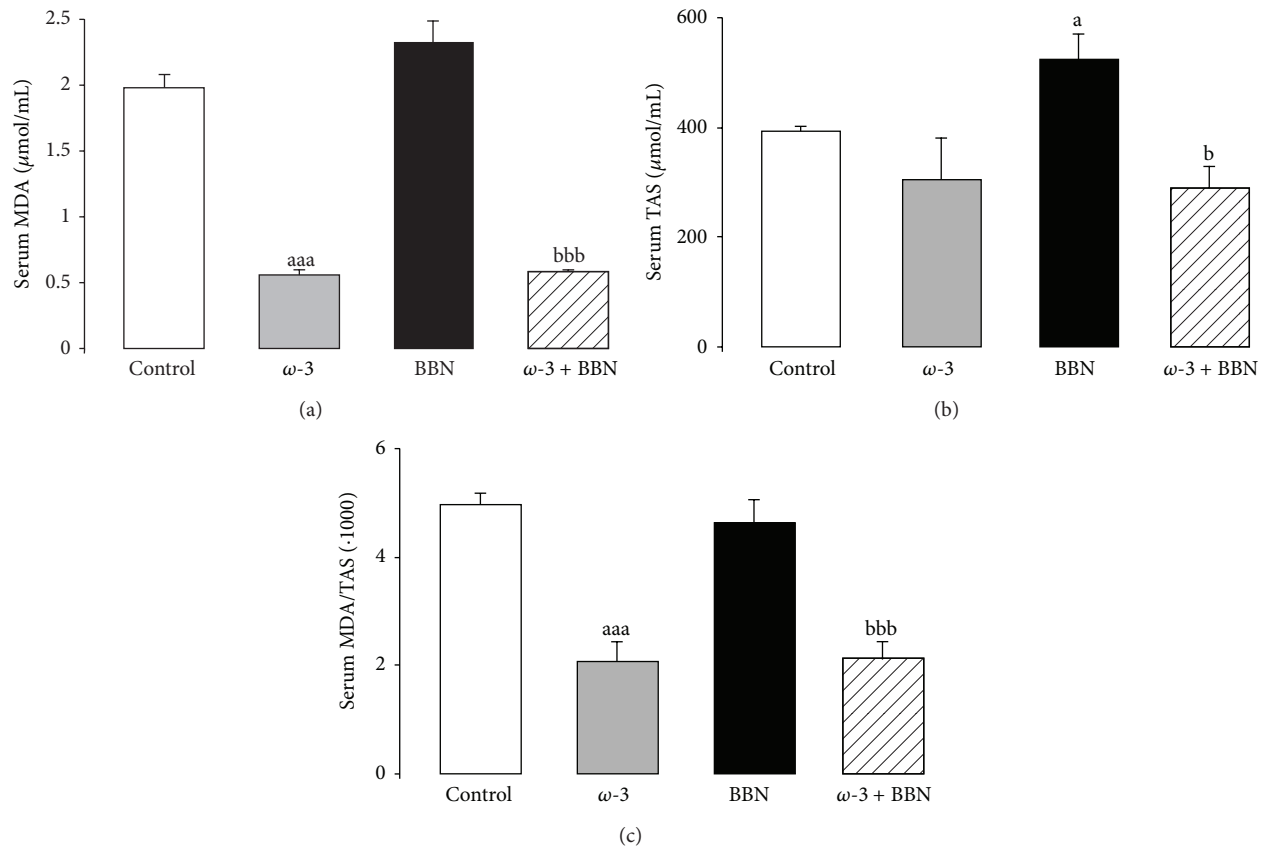 Serum MDA (μmol/mL)
2.5
2
1.5
1
0.5
0
aaa
bbb
Control
ω-3
BBN
ω-3 + BBN
(a)
Serum TAS (μmol/mL)
600
400
200
0
a
b
Control
ω-3
BBN
ω-3 + BBN
(b)
Serum MDA/TAS (·1000)
6
4
2
0
aaa
bbb
Control
ω-3
BBN
ω-3 + BBN
(c)